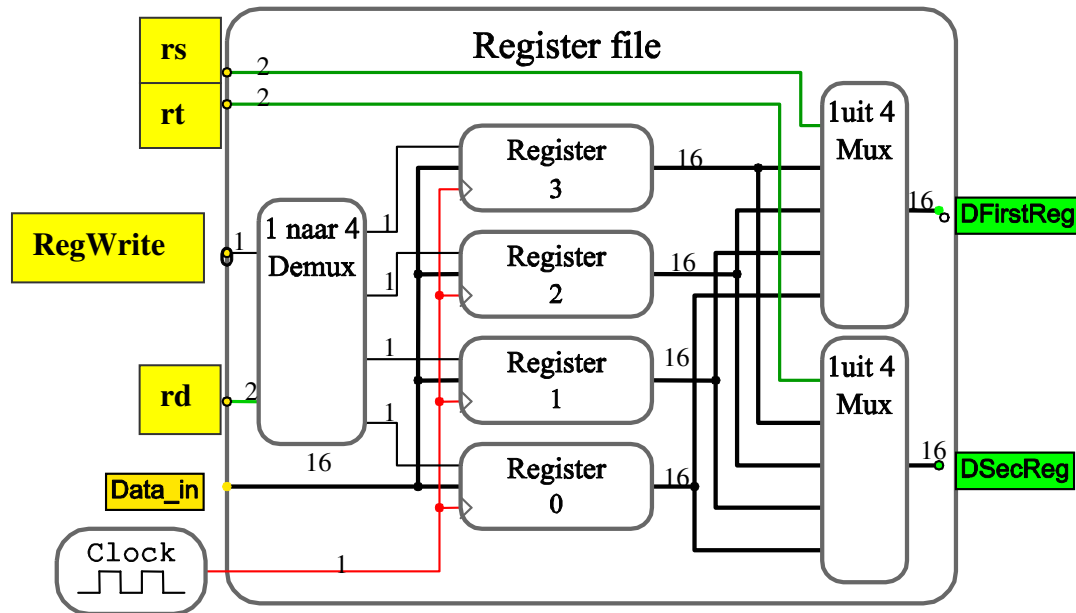 Register file
rs
2
rt
2
1uit 4
Mux
Register
3
16
16
DFirstReg
1 naar 4
Demux
1
RegWrite
1
Register
2
16
1
Register
1
16
1
1uit 4
Mux
rd
2
1
16
Register
0
16
16
DSecReg
Data_in
Clock
1